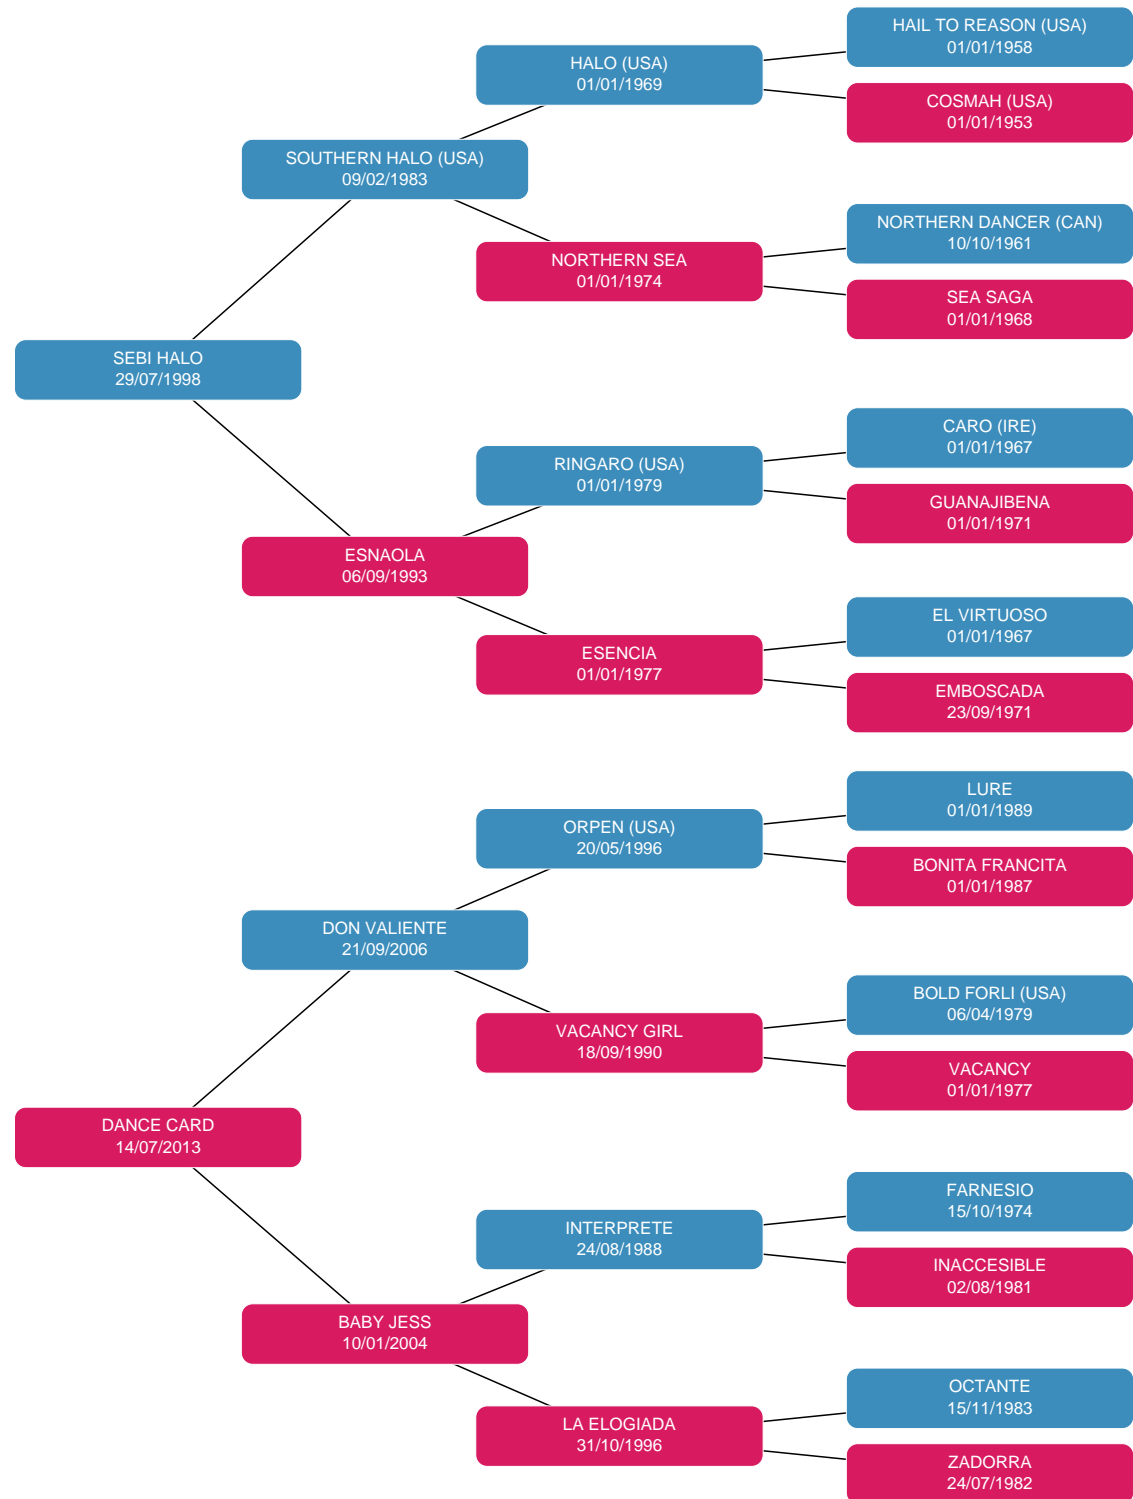 HAIL TO REASON (USA)
01/01/1958
HALO (USA)
01/01/1969
COSMAH (USA)
01/01/1953
SOUTHERN HALO (USA)
09/02/1983
NORTHERN DANCER (CAN)
10/10/1961
NORTHERN SEA
01/01/1974
SEA SAGA
01/01/1968
SEBI HALO
29/07/1998
CARO (IRE)
01/01/1967
RINGARO (USA)
01/01/1979
GUANAJIBENA
01/01/1971
ESNAOLA
06/09/1993
EL VIRTUOSO
01/01/1967
ESENCIA
01/01/1977
EMBOSCADA
23/09/1971
LURE
01/01/1989
ORPEN (USA)
20/05/1996
BONITA FRANCITA
01/01/1987
DON VALIENTE
21/09/2006
BOLD FORLI (USA)
06/04/1979
VACANCY GIRL
18/09/1990
VACANCY
01/01/1977
DANCE CARD
14/07/2013
FARNESIO
15/10/1974
INTERPRETE
24/08/1988
INACCESIBLE
02/08/1981
BABY JESS
10/01/2004
OCTANTE
15/11/1983
LA ELOGIADA
31/10/1996
ZADORRA
24/07/1982